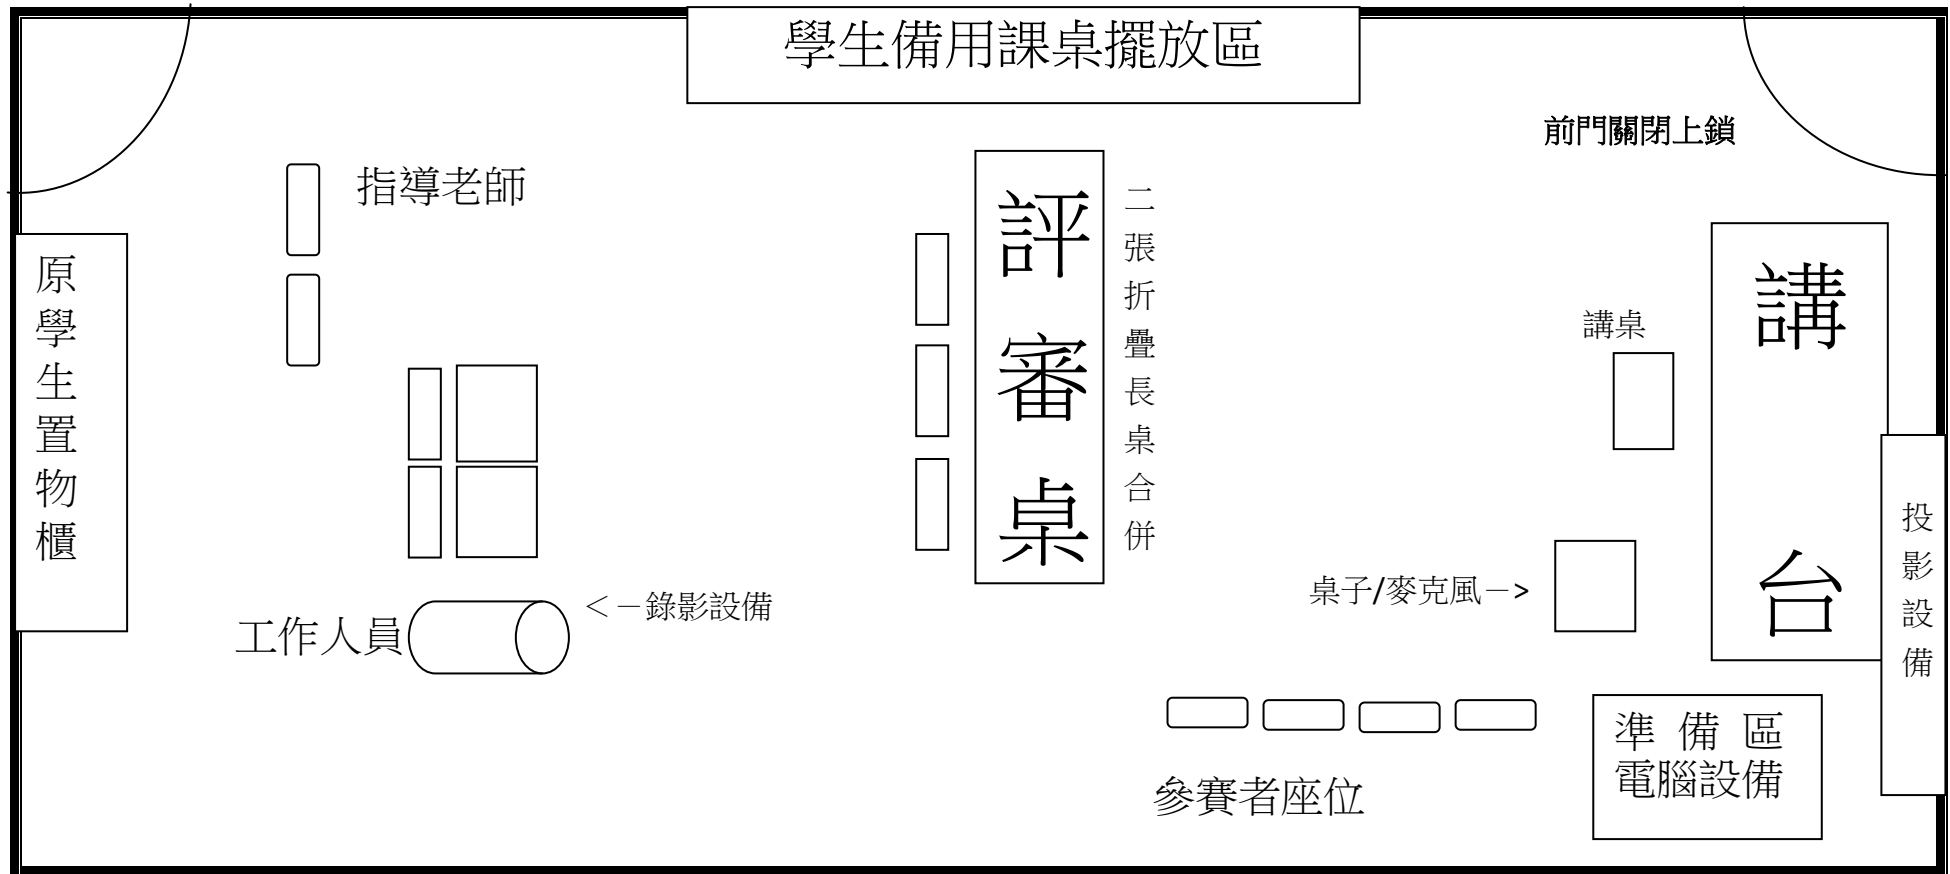 學生備用課桌擺放區
前門關閉上鎖
指導老師
原學生置物櫃
評審桌
二張折疊長桌合併
講台
講桌
投影設備
桌子/麥克風－>
＜－錄影設備
工作人員
準 備 區
電腦設備
參賽者座位